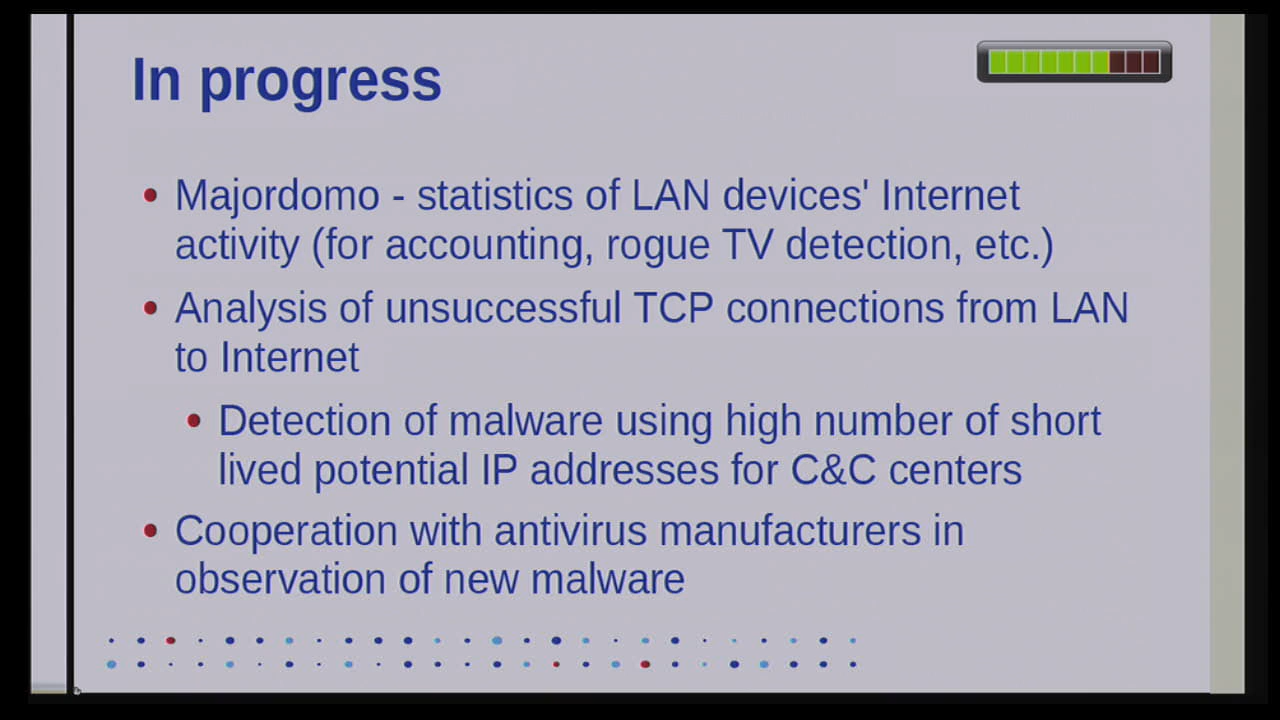 In progress
• Majordomo - statistics of LAN devices' Internet
activity (for accounting, rogue TV detection, etc.)
• Analysis of unsuccessful TCP connections from LAN
to Internet
• Detection of malware using high number of short
lived potential IP addresses for C&C centers
• Cooperation with antivirus manufacturers in
observation of new malware